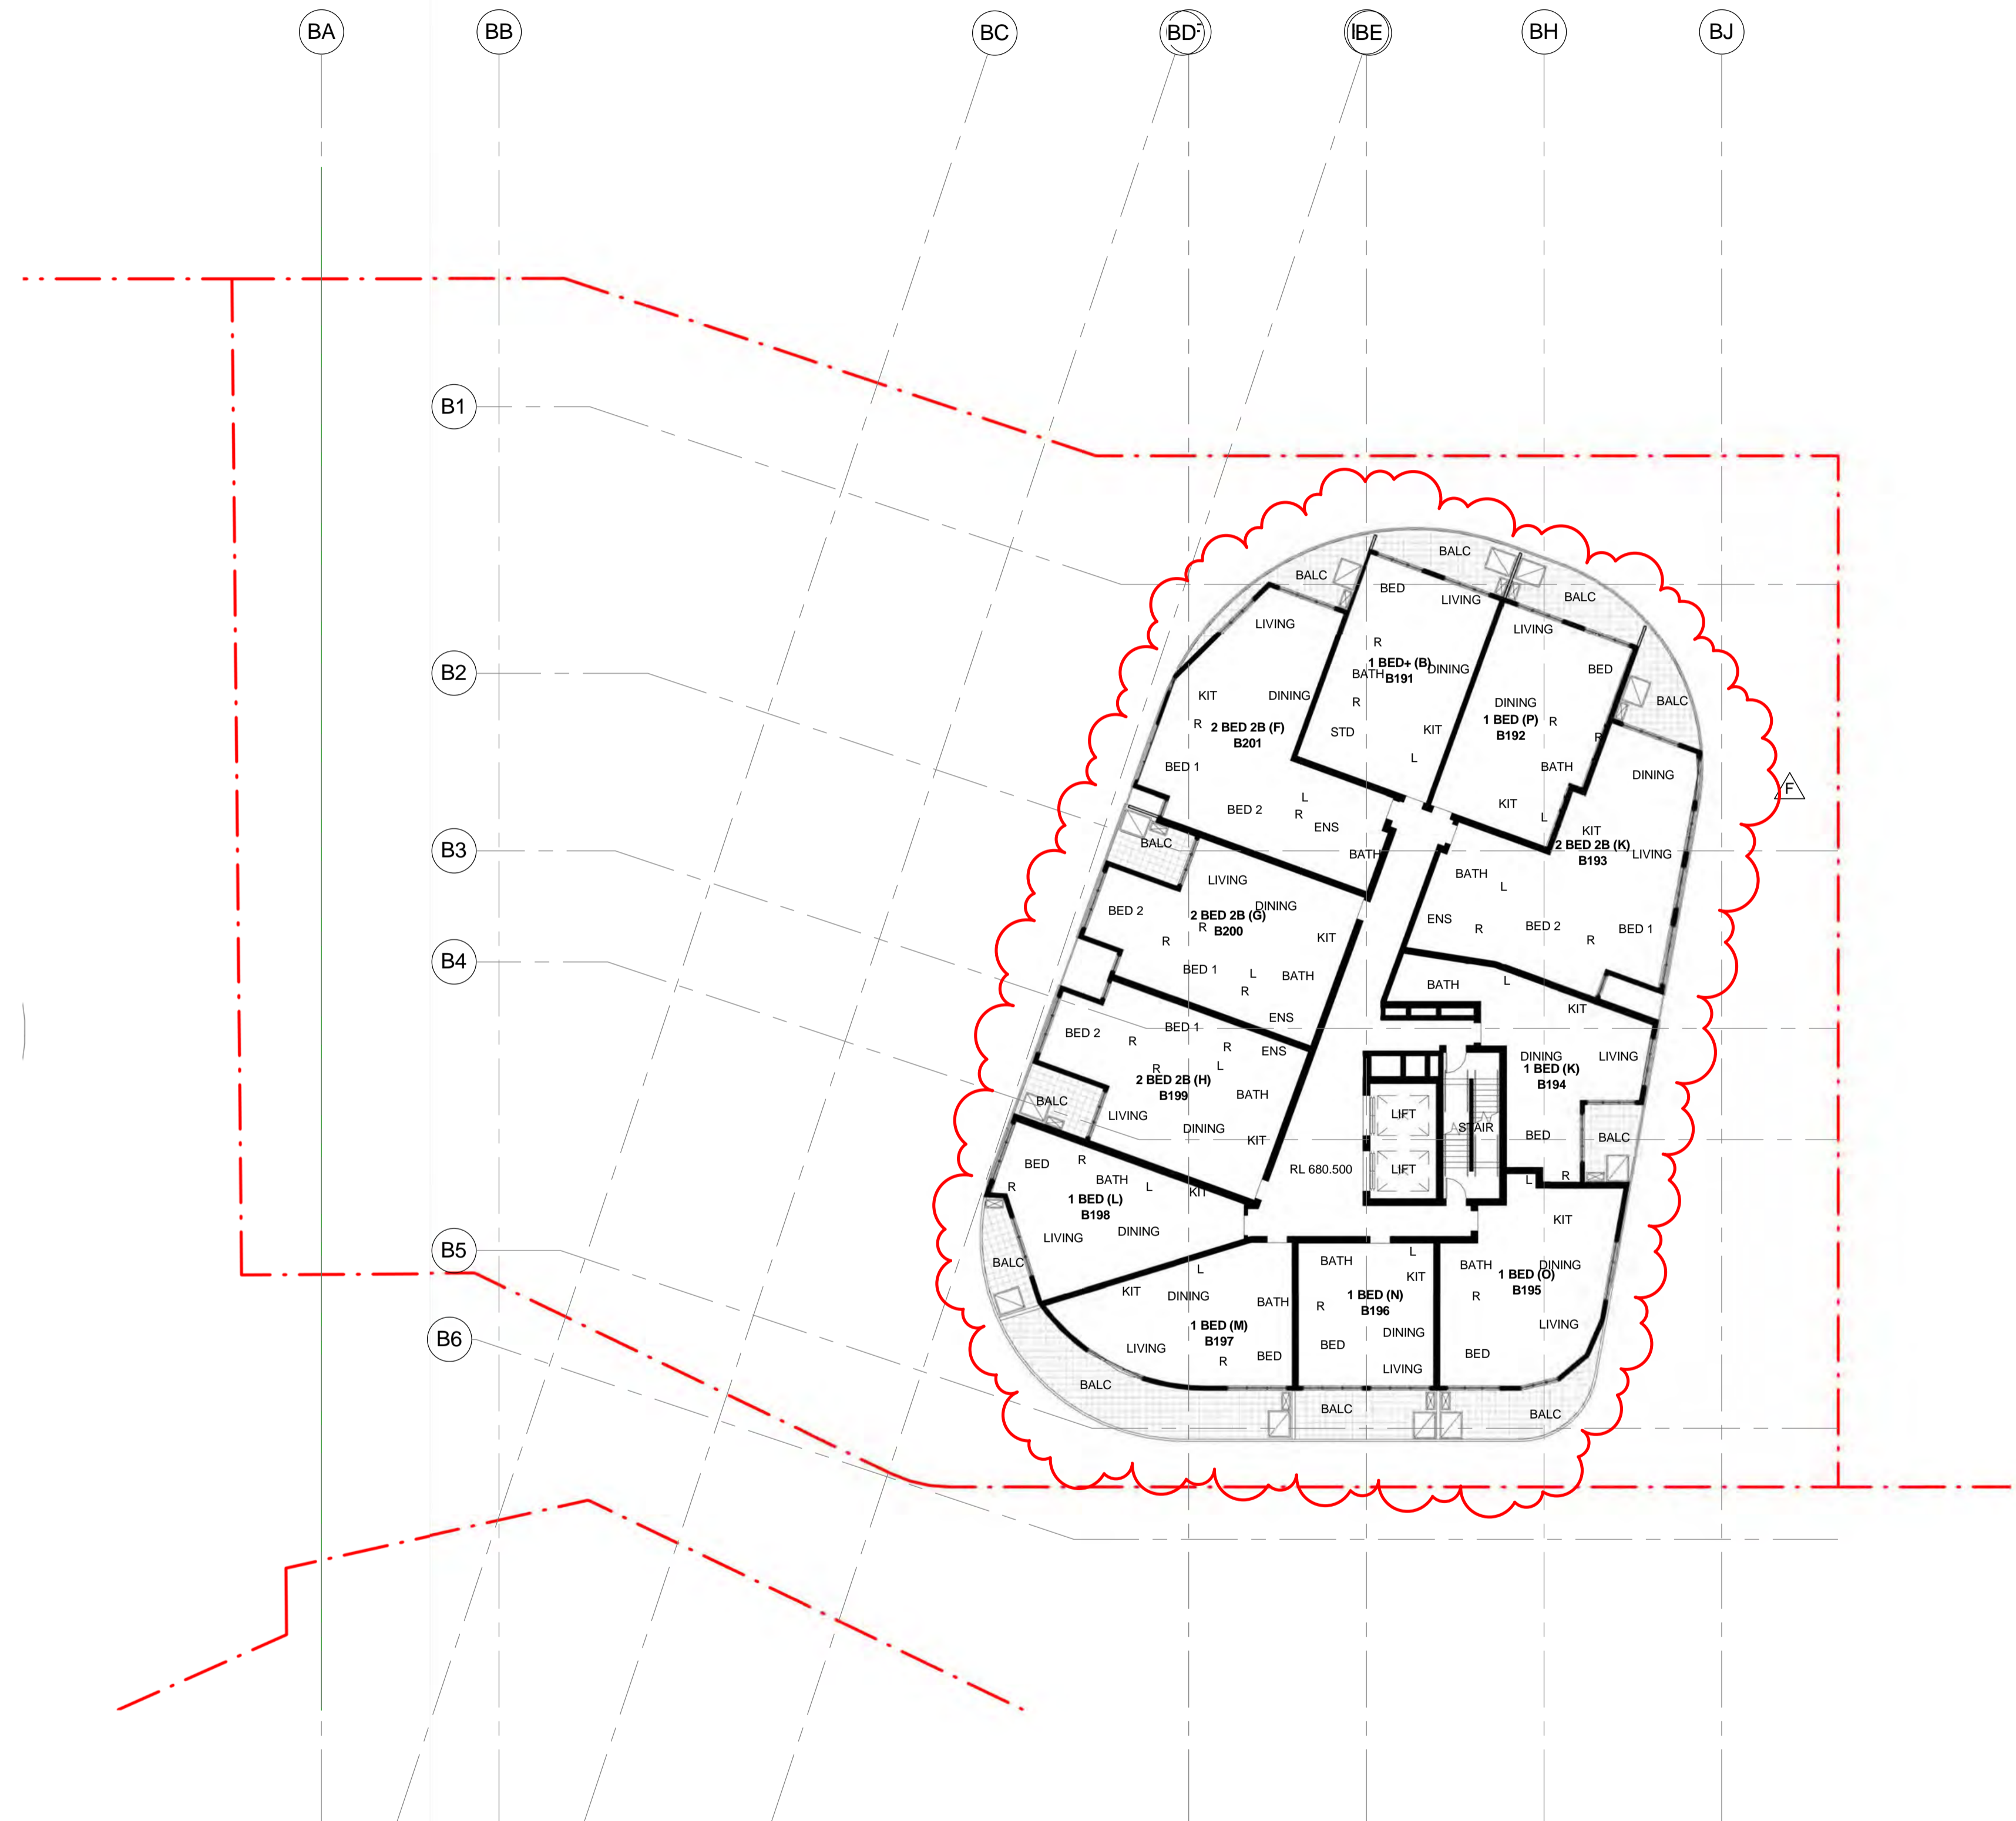 BA
BB
BC
BD
BE
BH
BJ
B1
B2
B3
B4
B5
B6
F
BALC
BALC
BED
LIVING
BALC
LIVING
LIVING
R
BED
1 BED+ (B)
BATH
DINING
B191
KIT
DINING
R
BALC
R
DINING
1 BED (P)
R
B192
2 BED 2B (F)
B201
STD
KIT
R
L
BED 1
BATH
DINING
BED 2
L
R
ENS
KIT
L
KIT
2 BED 2B (K)
B193
LIVING
BALC
BATH
BATH
L
LIVING
DINING
BED 2
2 BED 2B (G)
R
B200
R
KIT
ENS
R
BED 2
R
BED 1
BED 1
L
BATH
R
BATH
L
KIT
ENS
BED 2
BED 1
R
R
ENS
R
L
2 BED 2B (H)
B199
BATH
DINING
LIVING
1 BED (K)
B194
BALC
LIVING
DINING
KIT
LIFT
STAIR
BED
BALC
RL 680.500
LIFT
R
L
BED
R
R
BATH
L
KIT
1 BED (L)
B198
LIVING
DINING
KIT
BALC
L
BATH
L
KIT
BATH
DINING
1 BED (O)
B195
R
KIT
DINING
BATH
1 BED (N)
B196
R
1 BED (M)
B197
LIVING
DINING
LIVING
R
BED
BED
LIVING
BED
BALC
BALC
BALC